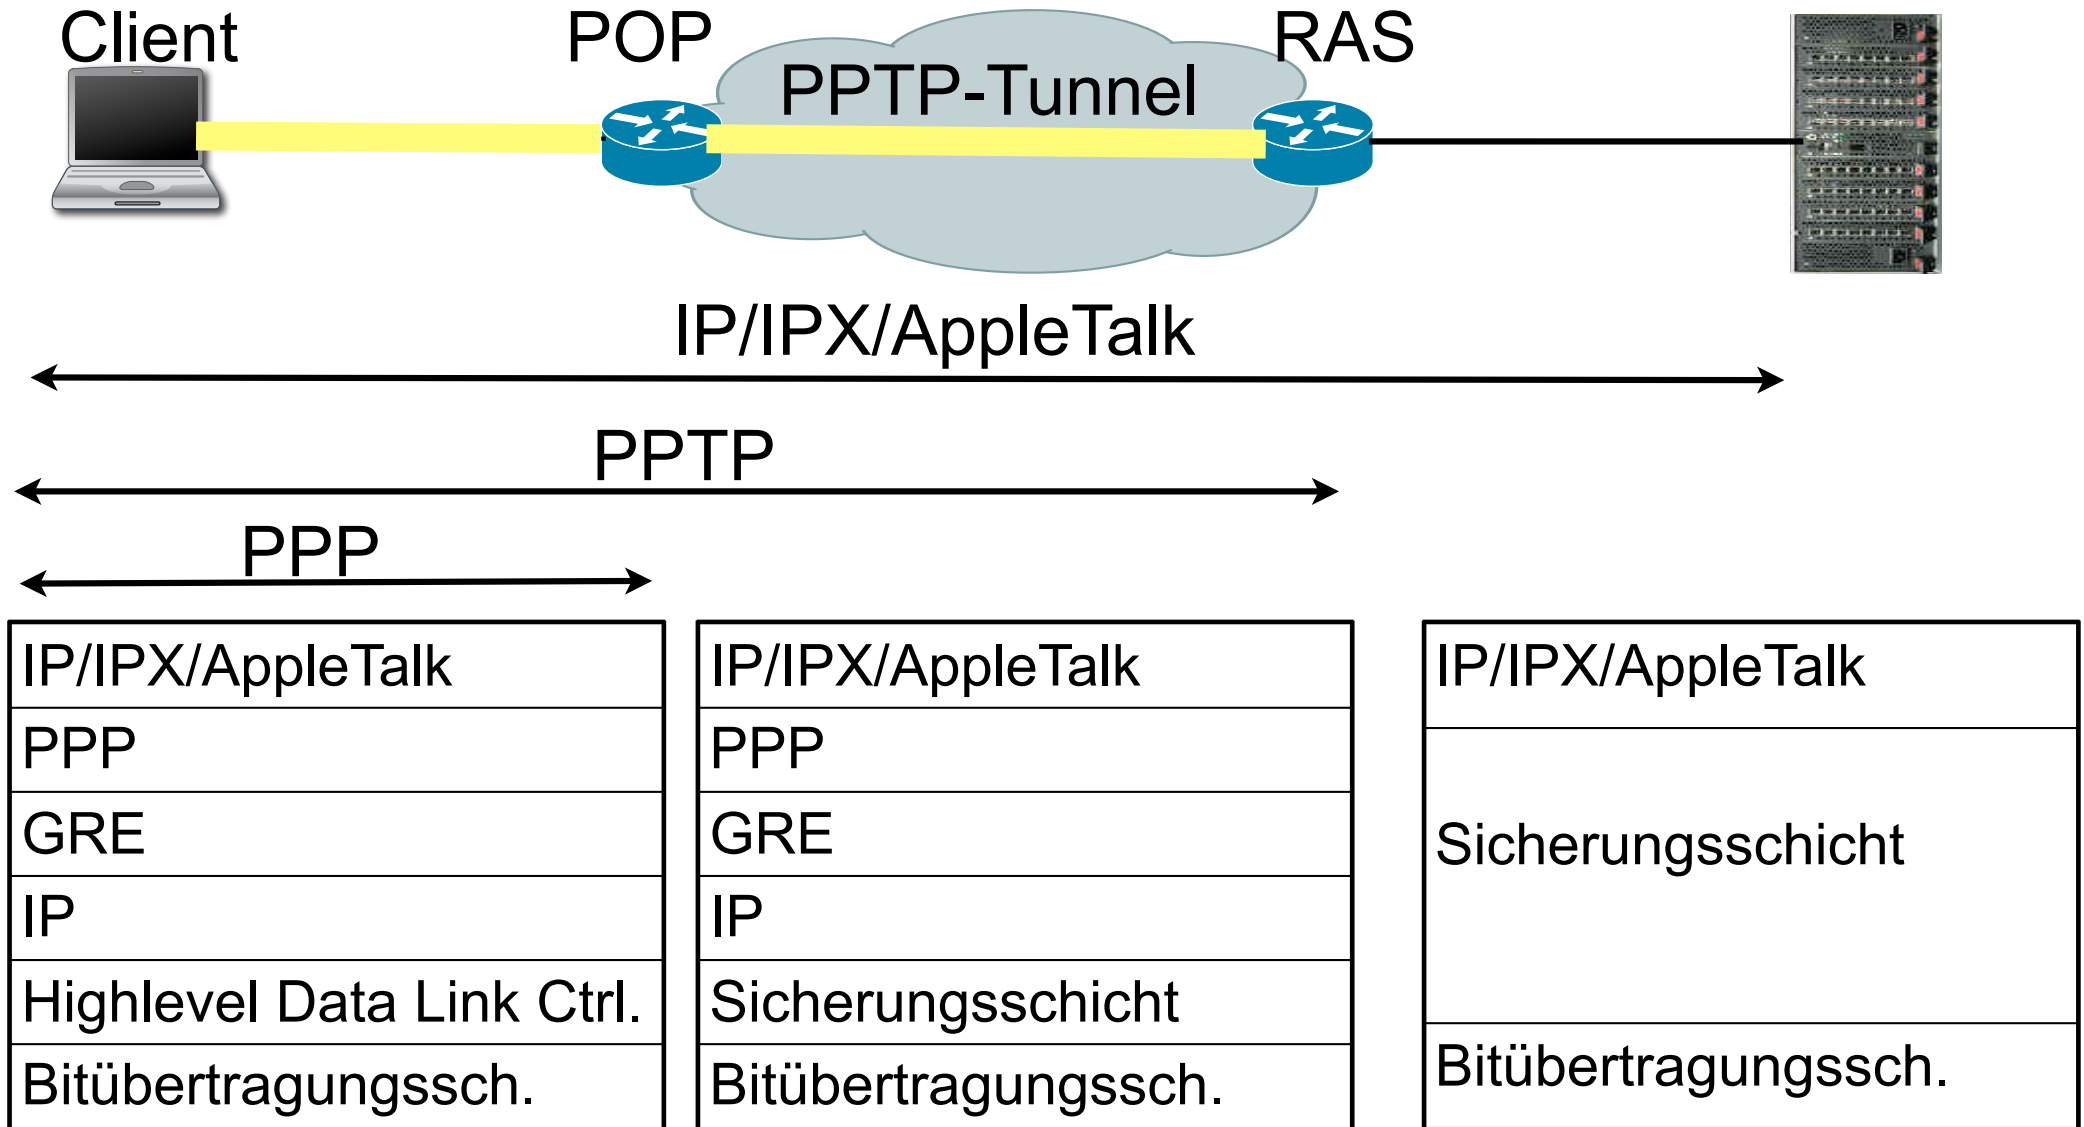 Client
POP
RAS
PPTP-Tunnel
IP/IPX/AppleTalk
PPTP
PPP
IP/IPX/AppleTalk
PPP
GRE
IP
Highlevel Data Link Ctrl.
Bitübertragungssch.
IP/IPX/AppleTalk
PPP
GRE
IP
Sicherungsschicht
Bitübertragungssch.
IP/IPX/AppleTalk
Sicherungsschicht
Bitübertragungssch.